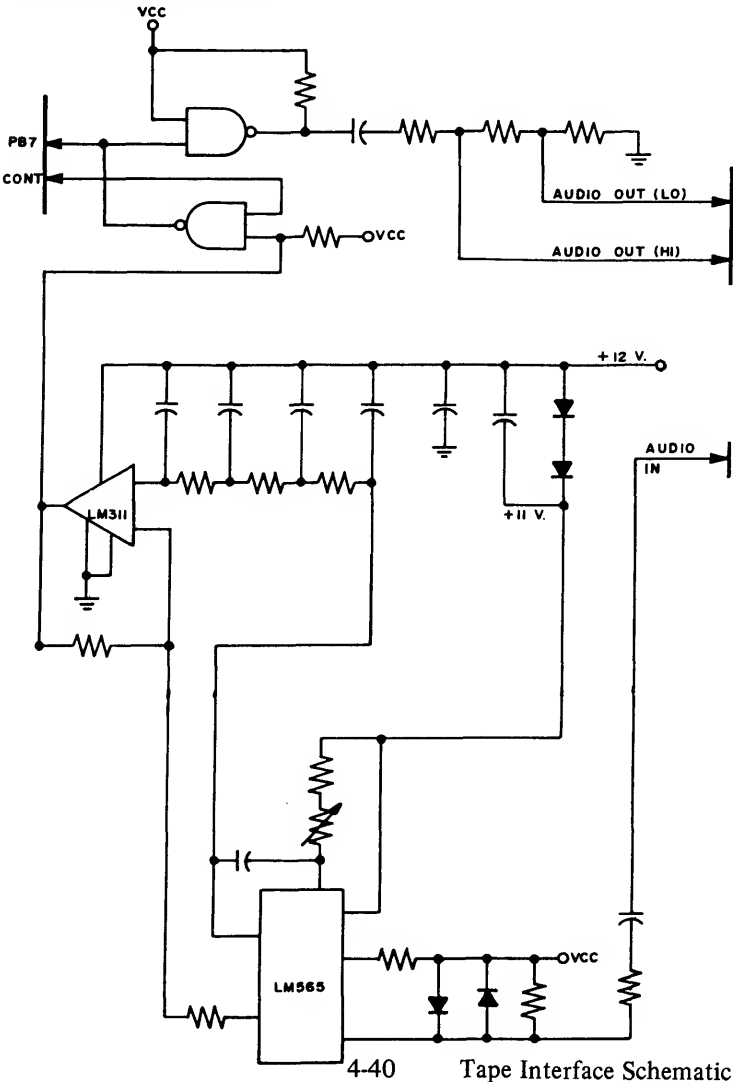 VCC
PB7
CONT
VCC
AUDIO OUT (LO)
AUDIO OUT (HI)
+12 V.
AUDIO
IN
LM311
+11 V.
VCC
LM565
4-40
Tape Interface Schematic